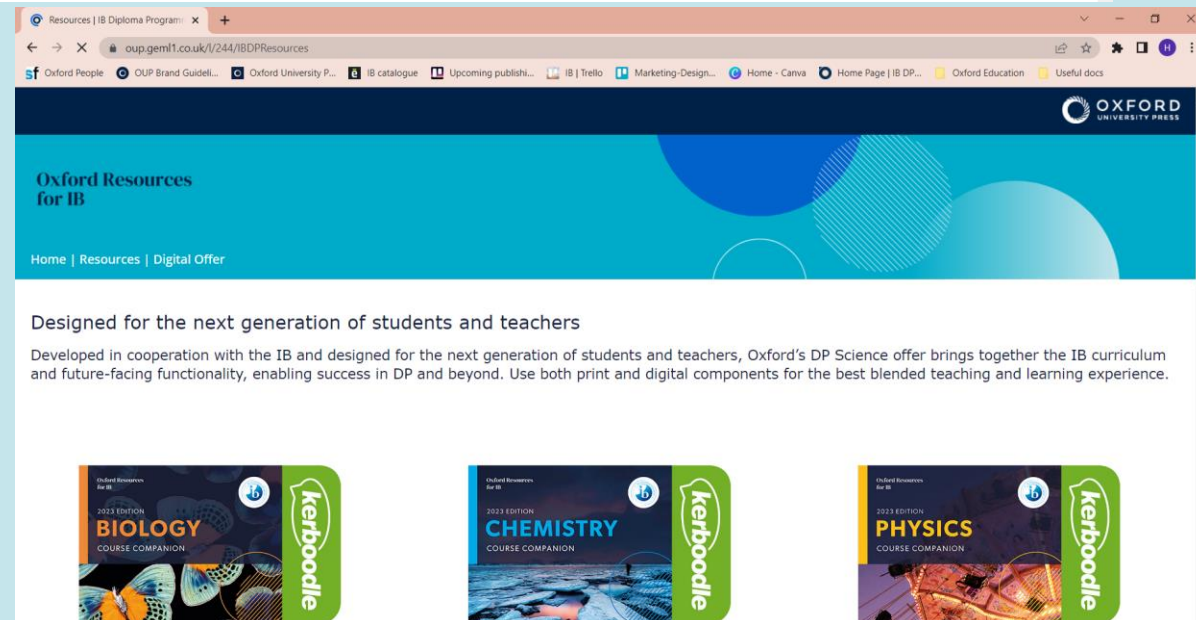 Resources | IB Diploma Program
oup.geml1.co.uk/l/244/IBDPResources
Oxford People
OUP Brand Guideli...
Oxford University P...
IB catalogue
Upcoming publishi...
IB | Trello
Marketing-Design...
Home - Canva
Home Page | IB DP...
Oxford Education
Useful docs
H
OXFORD
UNIVERSITY PRESS
Oxford Resources
for IB
Home | Resources | Digital Offer
Designed for the next generation of students and teachers
Developed in cooperation with the IB and designed for the next generation of students and teachers, Oxford's DP Science offer brings together the IB curriculum
and future-facing functionality, enabling success in DP and beyond. Use both print and digital components for the best blended teaching and learning experience.
Oxford Resources
for IB
ib
2023 EDITION
BIOLOGY
COURSE COMPANION
kerboodle
Oxford Resources
for IB
ib
2023 EDITION
CHEMISTRY
COURSE COMPANION
kerboodle
Oxford Resources
for IB
ib
2023 EDITION
PHYSICS
COURSE COMPANION
kerboodle